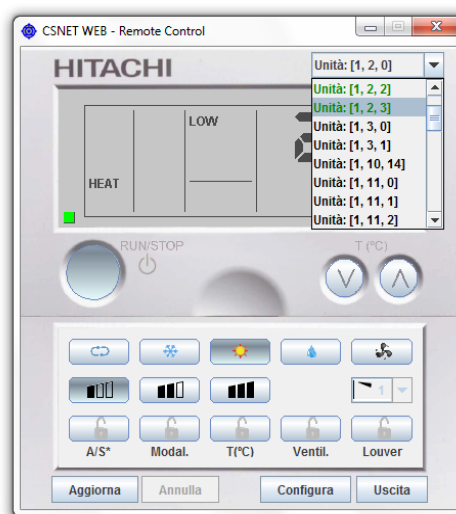 CSNET WEB - Remote Control
HITACHI
Unità: [1, 2, 0]
Unità: [1, 2, 2]
Unità: [1, 2, 3]
Unità: [1, 3, 0]
Unità: [1, 3, 1]
Unità: [1, 10, 14]
Unità: [1, 11, 0]
Unità: [1, 11, 1]
Unità: [1, 11, 2]
LOW
HEAT
RUN/STOP
T (ºC)
1
A/S*
Modal.
T(ºC)
Ventil.
Louver
Aggiorna
Annulla
Configura
Uscita